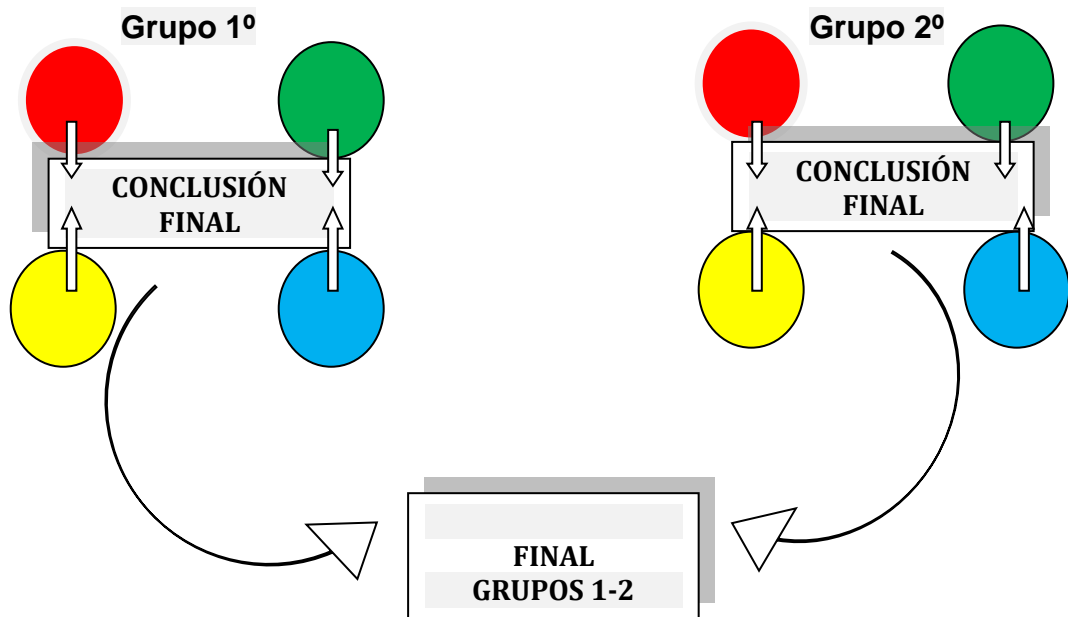 Grupo 1º
CONCLUSIÓN
FINAL
Grupo 2º
CONCLUSIÓN
FINAL
FINAL
GRUPOS 1-2